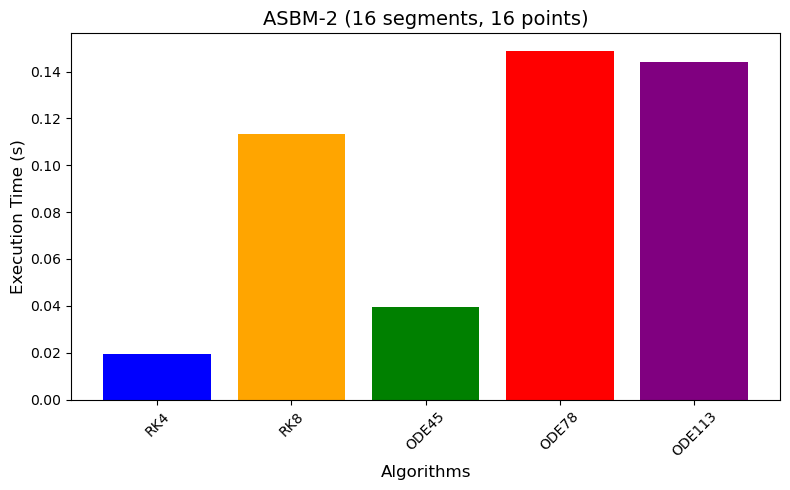 ASBM-2 (16 segments, 16 points)
Execution Time (s)
0.14
0.12
0.10
0.08
0.06
0.04
0.02
0.00
RK4
RK8
ODE45
ODE78
ODE113
Algorithms